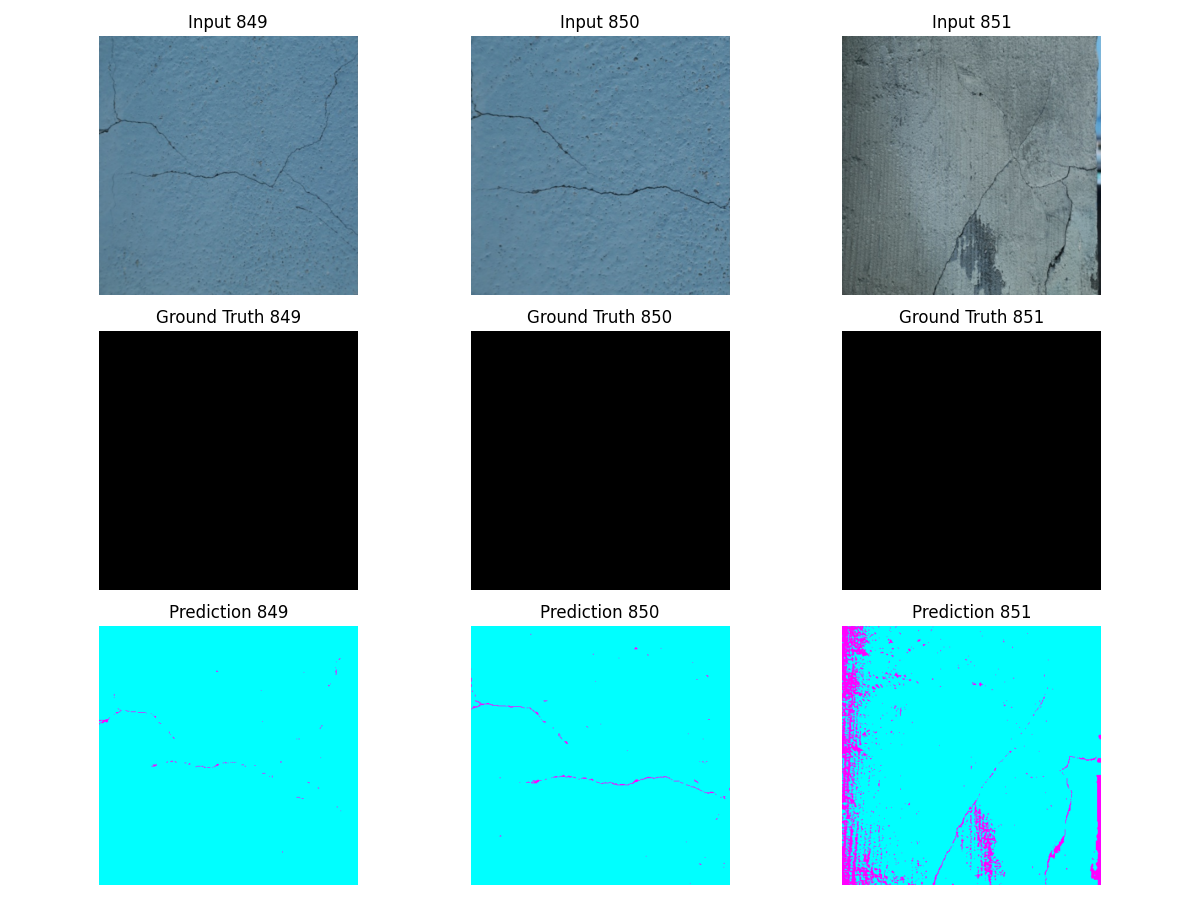 Input 849
Input 850
Input 851
Ground Truth 849
Ground Truth 850
Ground Truth 851
Prediction 849
Prediction 850
Prediction 851